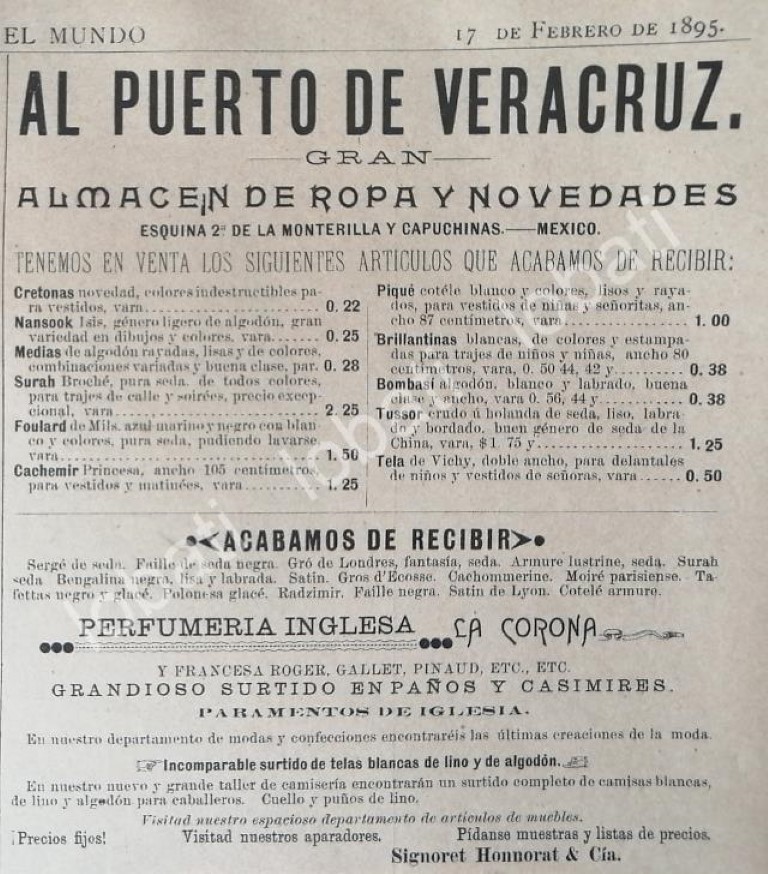 EL MUNDO 17 DE FEBRERO DE 1895.
AL PUERTO DE VERACRUZ.
GRAN
ALMACEN DE ROPA Y NOVEDADES
ESQUINA 2ª DE LA MONTERILLA Y CAPUCHINAS.—MEXICO.
TENEMOS EN VENTA LOS SIGUIENTES ARTICULOS QUE ACABAMOS DE RECIBIR:
Cretonas novedad, colores indestructibles pa-
ra vestidos, vara 0. 22
Nansook Isis, género ligero de algodón, gran
variedad en dibujos y colores, vara 0. 25
Medias de algodón rayadas, lisas y de colores,
combinaciones variadas y buena clase, par. 0. 28
Surah Broché, pura seda, de todos colores,
para trajes de calle y soirées, precio excep-
cional, vara 2. 25
Foulard de Mils. azul marino y negro con blan-
co y colores, pura seda, pudiendo lavarse,
vara 1. 50
Cachemir Princesa, ancho 105 centímetros,
para vestidos y matinées, vara 1. 25
Piqué cotéle blanco y colores, lisos y raya-
dos, para vestidos de niñas y señoritas, an-
cho 87 centímetros, vara 1. 00
Brillantinas blancas, de colores y estampa-
das para trajes de niños y niñas, ancho 80
centímetros, vara, 0. 50 44, 42 y 0. 38
Bombasí algodón, blanco y labrado, buena
clase y ancho, vara 0. 56, 44 y 0. 38
Tussor crudo ú holanda de seda, liso, labra-
do y bordado, buen género de seda de la
China, vara, $ 1. 75 y 1. 25
Tela de Vichy, doble ancho, para delantales
de niños y vestidos de señoras, vara 0. 50
ACABAMOS DE RECIBIR
Sergé de seda. Faille de seda negra. Gró de Londres, fantasía, seda. Armure lustrine, seda. Surah
seda Bengalina negra, lisa y labrada. Satin. Gros d'Ecosse. Cachommerine. Moiré parisiense. Ta-
fettas negro y glacé. Polonesa glacé. Radzimir. Faille negra. Satin de Lyon. Cotelé armure.
PERFUMERIA INGLESA LA CORONA
Y FRANCESA ROGER, GALLET, PINAUD, ETC., ETC.
GRANDIOSO SURTIDO EN PAÑOS Y CASIMIRES.
PARAMENTOS DE IGLESIA.
En nuestro departamento de modas y confecciones encontraréis las últimas creaciones de la moda.
Incomparable surtido de telas blancas de lino y de algodón.
En nuestro nuevo y grande taller de camisería encontrarán un surtido completo de camisas blancas,
de lino y algodón para caballeros. Cuello y puños de lino.
Visitad nuestro espacioso departamento de artículos de muebles.
¡Precios fijos! Visitad nuestros aparadores. Pídanse muestras y listas de precios.
Signoret Honnorat & Cía.